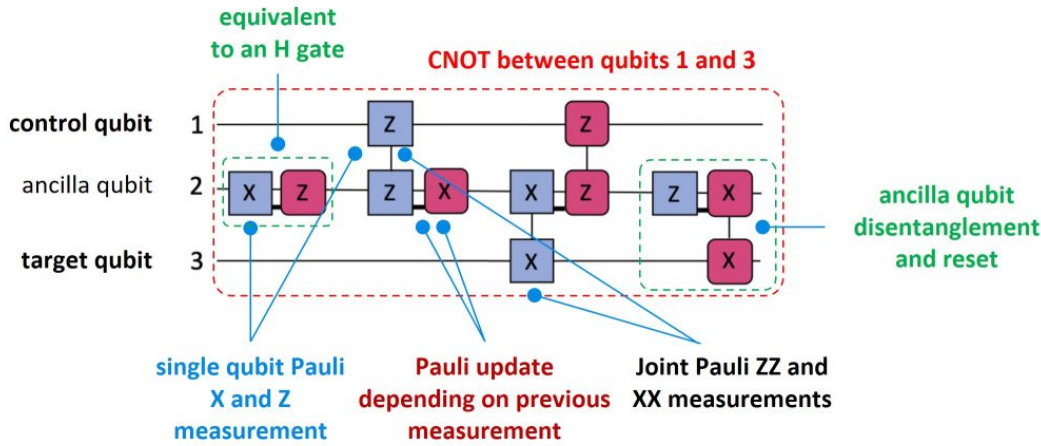 equivalent
to an H gate
CNOT between qubits 1 and 3
control qubit 1
Z Z
ancilla qubit 2
X Z Z X X Z Z X
ancilla qubit
disentanglement
and reset
target qubit 3
X X
single qubit Pauli
X and Z
measurement
Pauli update
depending on previous
measurement
Joint Pauli ZZ and
XX measurements